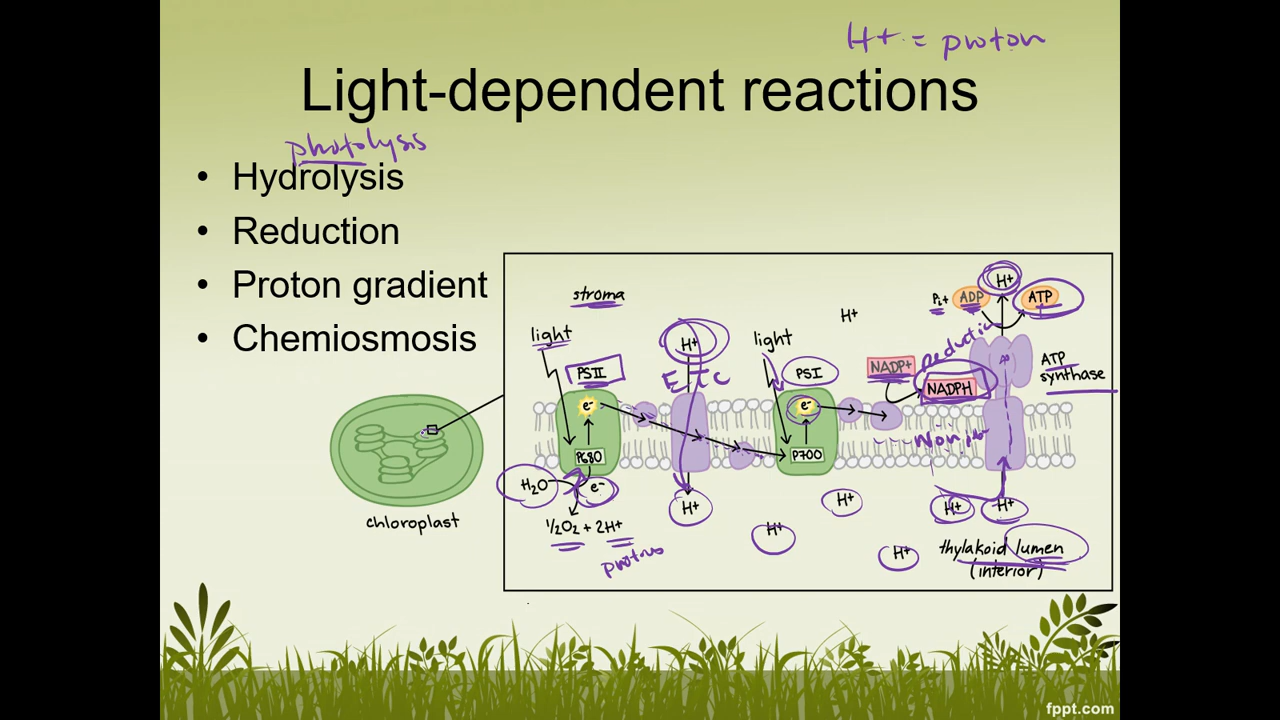 H+ = proton
Light-dependent reactions
photolysis
• Hydrolysis
• Reduction
• Proton gradient
• Chemiosmosis
stroma
H+
H+
Pi+ ADP ATP
light
H+
light
reduction
PSII
ETC
PSI
NADP+
NADPH
ATP
synthase
e-
e-
P680
P700
H2O
e-
H+
H+
H+ H+
½O2 + 2H+
H+
H+
protons
thylakoid lumen
(interior)
chloroplast
fppt.com